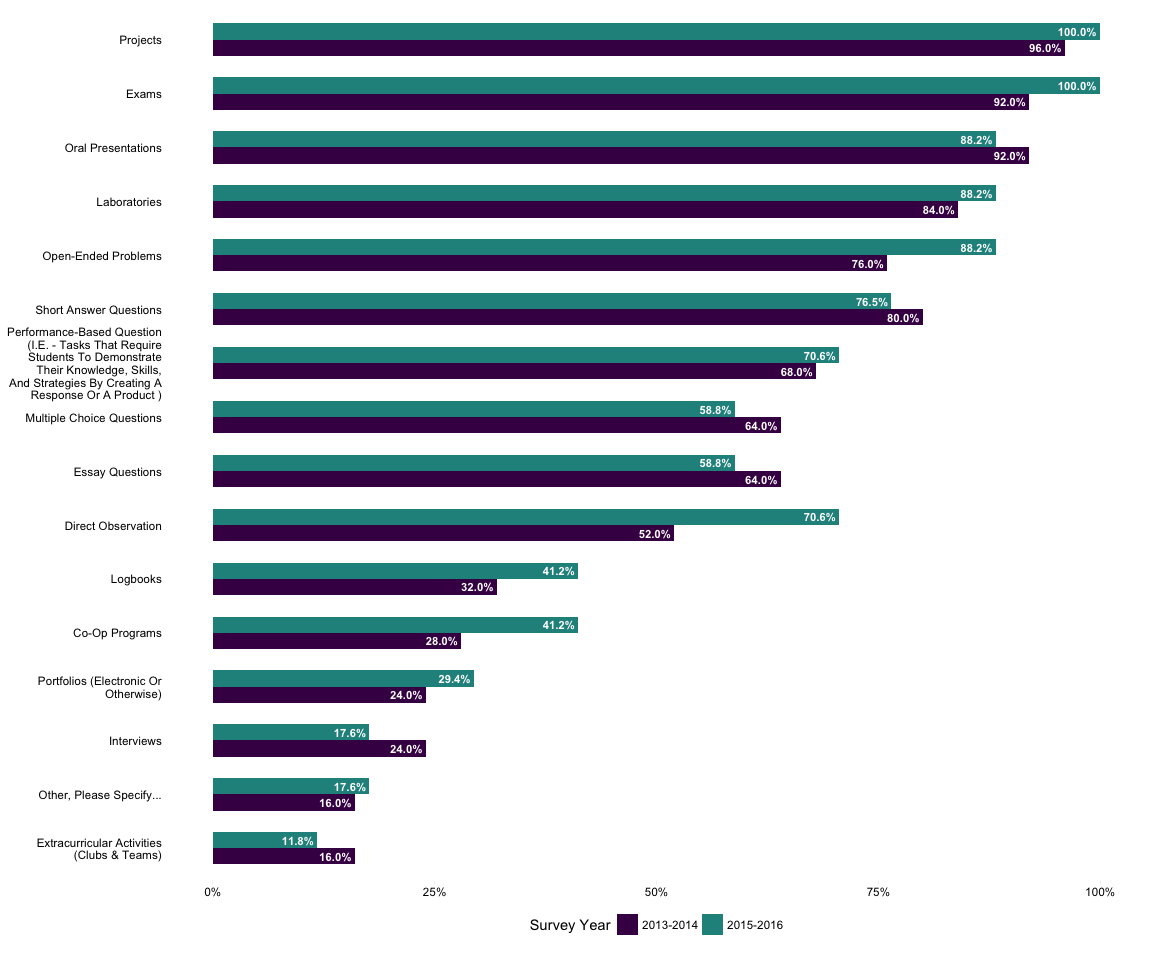 Projects
100.0%
96.0%
Exams
100.0%
92.0%
Oral Presentations
88.2%
92.0%
Laboratories
88.2%
84.0%
Open-Ended Problems
88.2%
76.0%
Short Answer Questions
76.5%
80.0%
Performance-Based Question
(I.E. - Tasks That Require
Students To Demonstrate
Their Knowledge, Skills,
And Strategies By Creating A
Response Or A Product )
70.6%
68.0%
Multiple Choice Questions
58.8%
64.0%
Essay Questions
58.8%
64.0%
Direct Observation
70.6%
52.0%
Logbooks
41.2%
32.0%
Co-Op Programs
41.2%
28.0%
Portfolios (Electronic Or
Otherwise)
29.4%
24.0%
Interviews
17.6%
24.0%
Other, Please Specify...
17.6%
16.0%
Extracurricular Activities
(Clubs & Teams)
11.8%
16.0%
0% 25% 50% 75% 100%
Survey Year 2013-2014 2015-2016